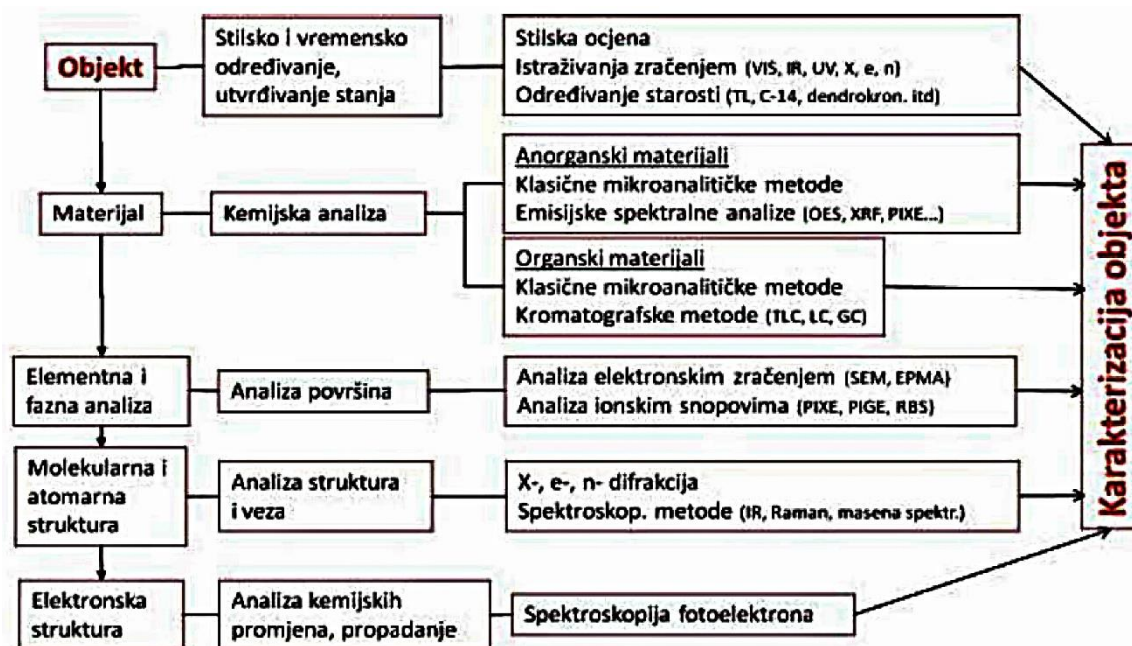 Objekt
Stilsko i vremensko
određivanje,
utvrđivanje stanja
Stilska ocjena
Istraživanja zračenjem (VIS, IR, UV, X, e, n)
Određivanje starosti (TL, C-14, dendrokron. itd)
Materijal
Kemijska analiza
Anorganski materijali
Klasične mikroanalitičke metode
Emisijske spektralne analize (OES, XRF, PIXE...)
Organski materijali
Klasične mikroanalitičke metode
Kromatografske metode (TLC, LC, GC)
Elementna i
fazna analiza
Analiza površina
Analiza elektronskim zračenjem (SEM, EPMA)
Analiza ionskim snopovima (PIXE, PIGE, RBS)
Molekularna i
atomarna
struktura
Analiza struktura
i veza
X-, e-, n- difrakcija
Spektroskop. metode (IR, Raman, masena spektr.)
Elektronska
struktura
Analiza kemijskih
promjena, propadanje
Spektroskopija fotoelektrona
Karakterizacija objekta